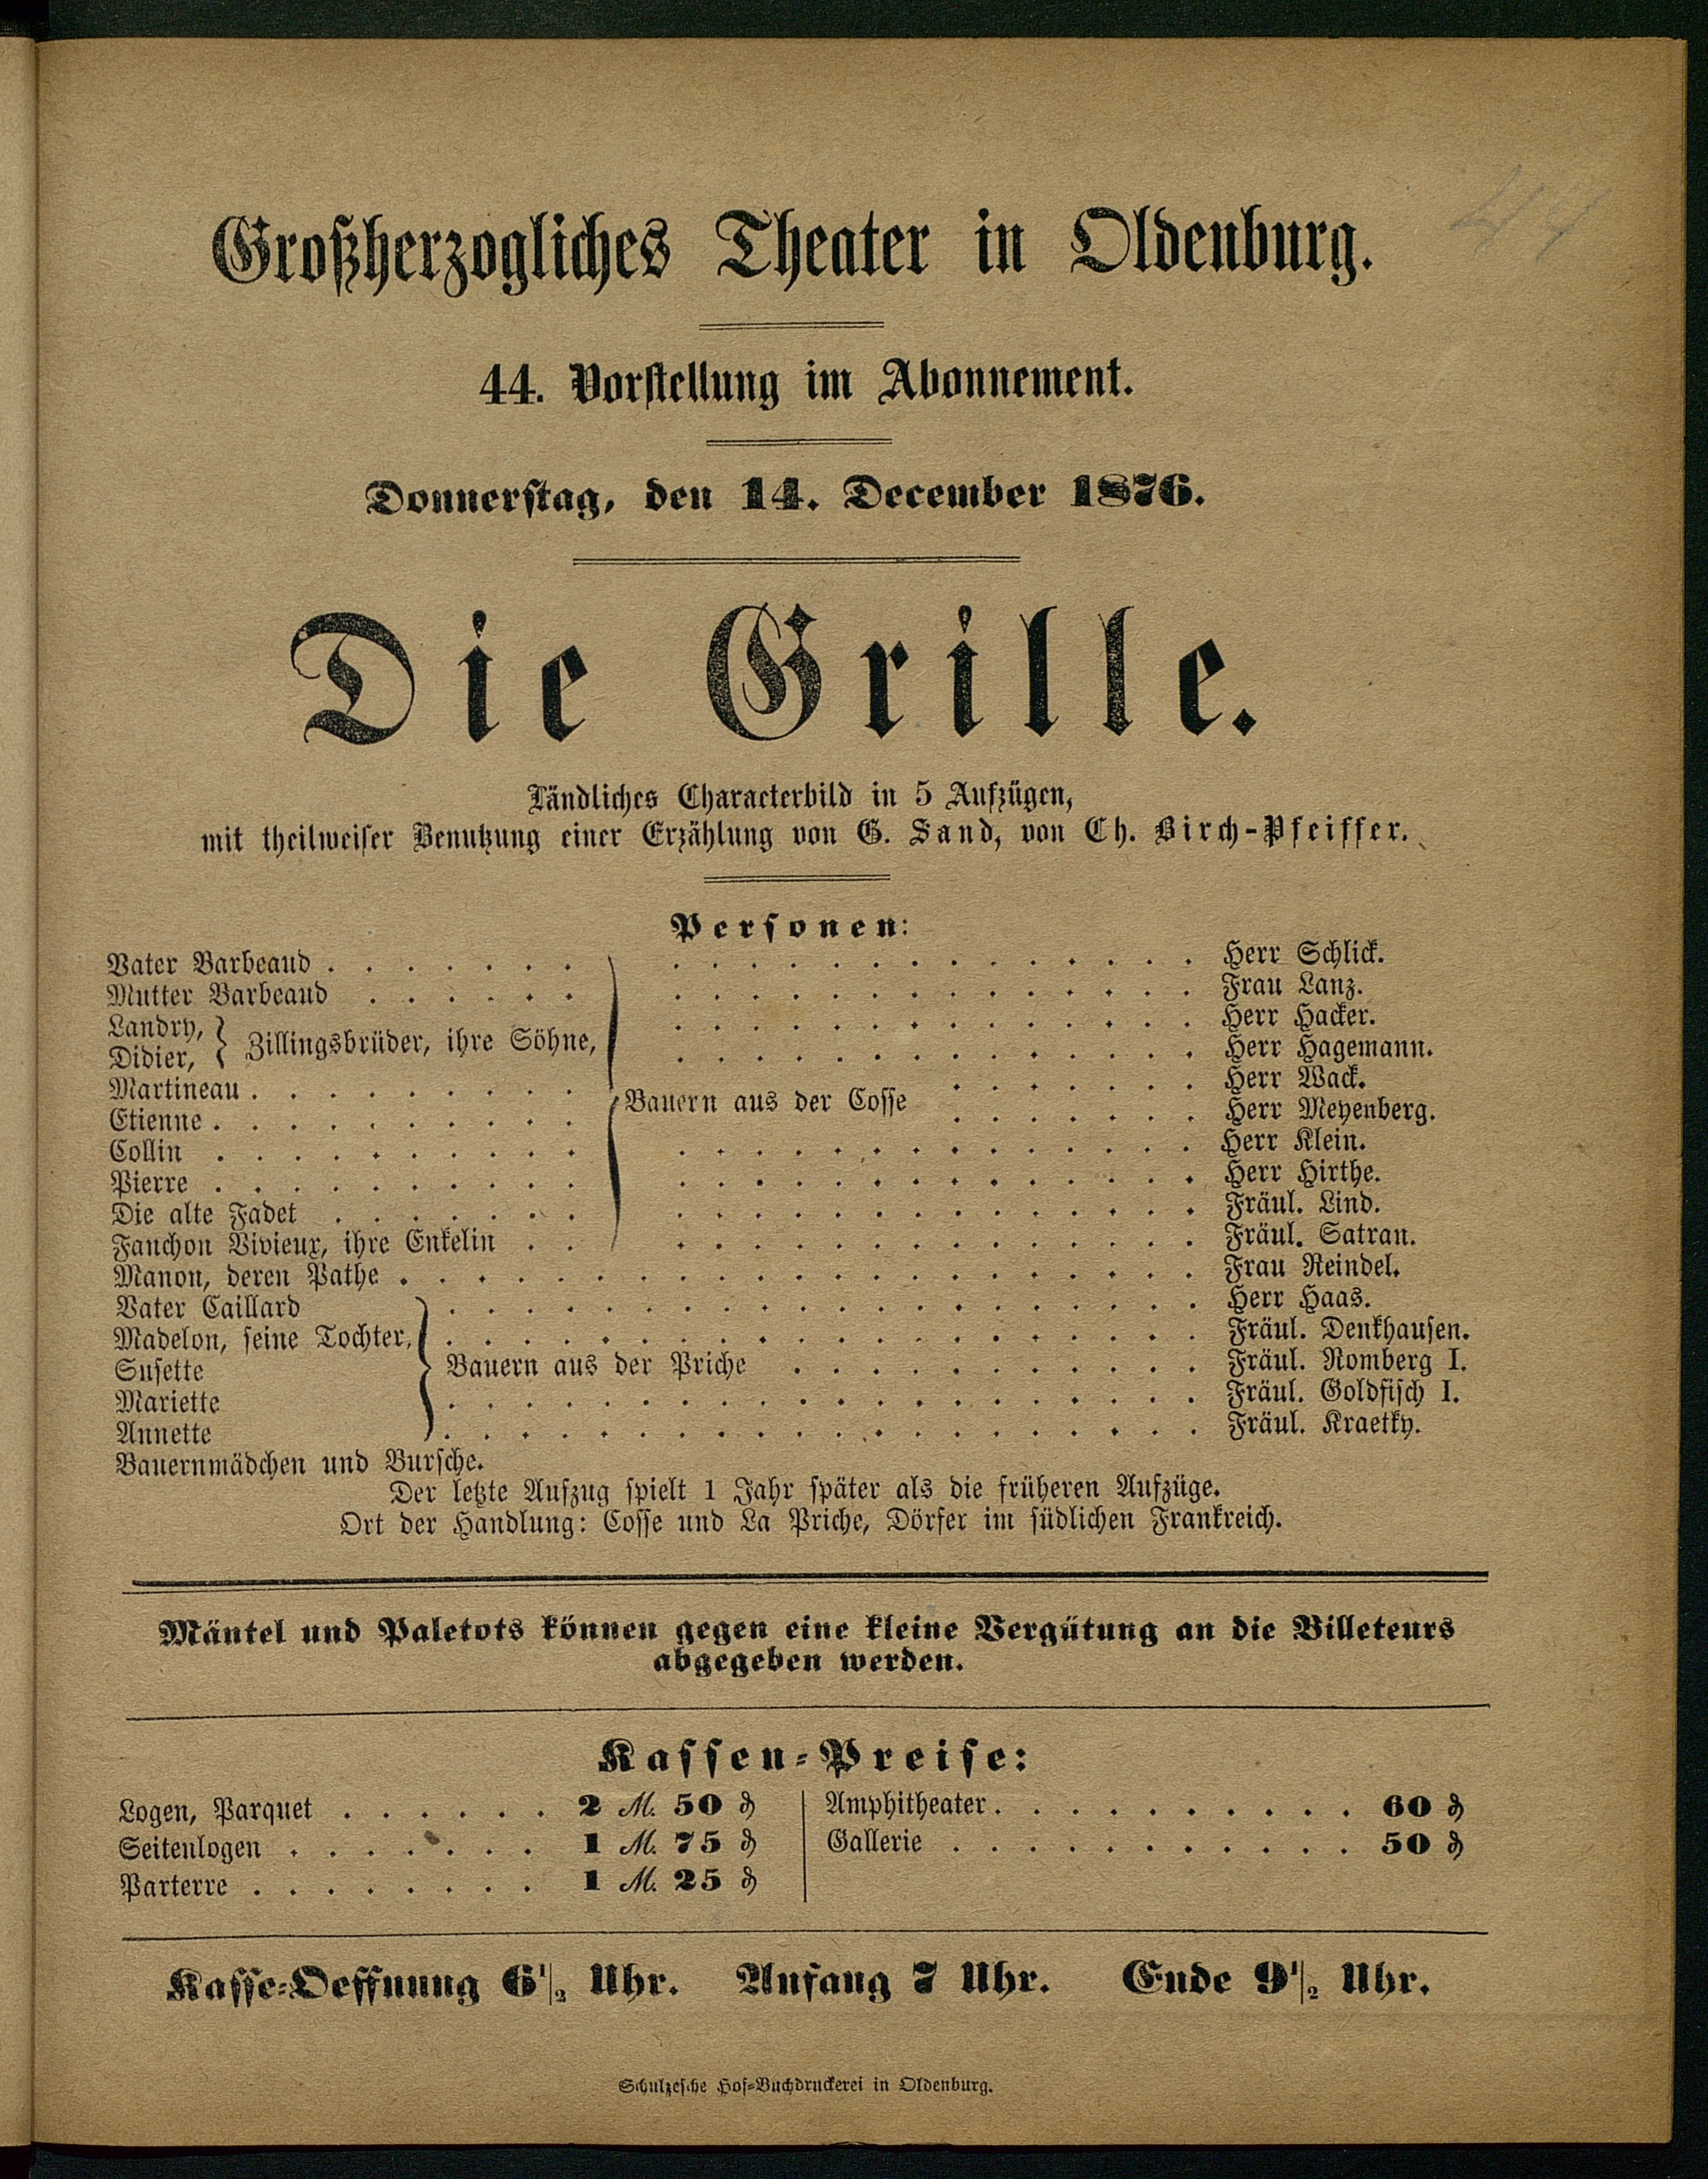 44
Großherzogliches Theater in Oldenburg.
44. Vorstellung im Abonnement.
Donnerstag, den 14. December 1876.
Die Grille.
Ländliches Characterbild in 5 Aufzügen,
mit theilweiser Benutzung einer Erzählung von G. Sand, von Ch. Birch-Pfeiffer.
Personen:
Vater Barbeaud . . . . . . . Herr Schlick.
Mutter Barbeaud . . . . . . Frau Lanz.
Landry, } Zillingsbrüder, ihre Söhne, . . . . . . Herr Hacker.
Didier, . . . . . . Herr Hagemann.
Martineau . . . . . . Herr Wack.
Bauern aus der Cosse
Etienne . . . . . . Herr Meyenberg.
Collin . . . . . . Herr Klein.
Pierre . . . . . . Herr Hirthe.
Die alte Fadet . . . . . . Fräul. Lind.
Fanchon Vivieux, ihre Enkelin . . . . . . Fräul. Satran.
Manon, deren Pathe . . . . . . Frau Reindel.
Vater Caillard . . . . . . Herr Haas.
Madelon, seine Tochter, . . . . . . Fräul. Denkhausen.
Susette } Bauern aus der Priche . . . . . . Fräul. Romberg I.
Mariette . . . . . . Fräul. Goldfisch I.
Annette . . . . . . Fräul. Kraetky.
Bauernmädchen und Bursche.
Der letzte Aufzug spielt 1 Jahr später als die früheren Aufzüge.
Ort der Handlung: Cosse und La Priche, Dörfer im südlichen Frankreich.
Mäntel und Paletots können gegen eine kleine Vergütung an die Billeteurs
abgegeben werden.
Kassen-Preise:
Logen, Parquet . . . . . . 2 M. 50 ₰
Seitenlogen . . . . . . . 1 M. 75 ₰
Parterre . . . . . . . . 1 M. 25 ₰
Amphitheater . . . . . . . . . 60 ₰
Gallerie . . . . . . . . . . . 50 ₰
Kasse-Oeffnung 6 1/2 Uhr. Anfang 7 Uhr. Ende 9 1/2 Uhr.
Schulzesche Hof-Buchdruckerei in Oldenburg.